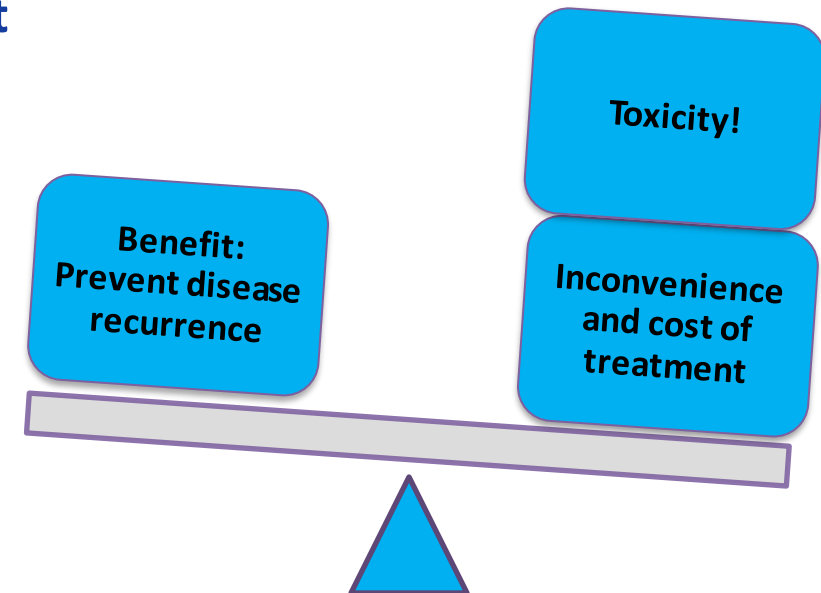 t
Toxicity!
Benefit:
Prevent disease
recurrence
Inconvenience
and cost of
treatment